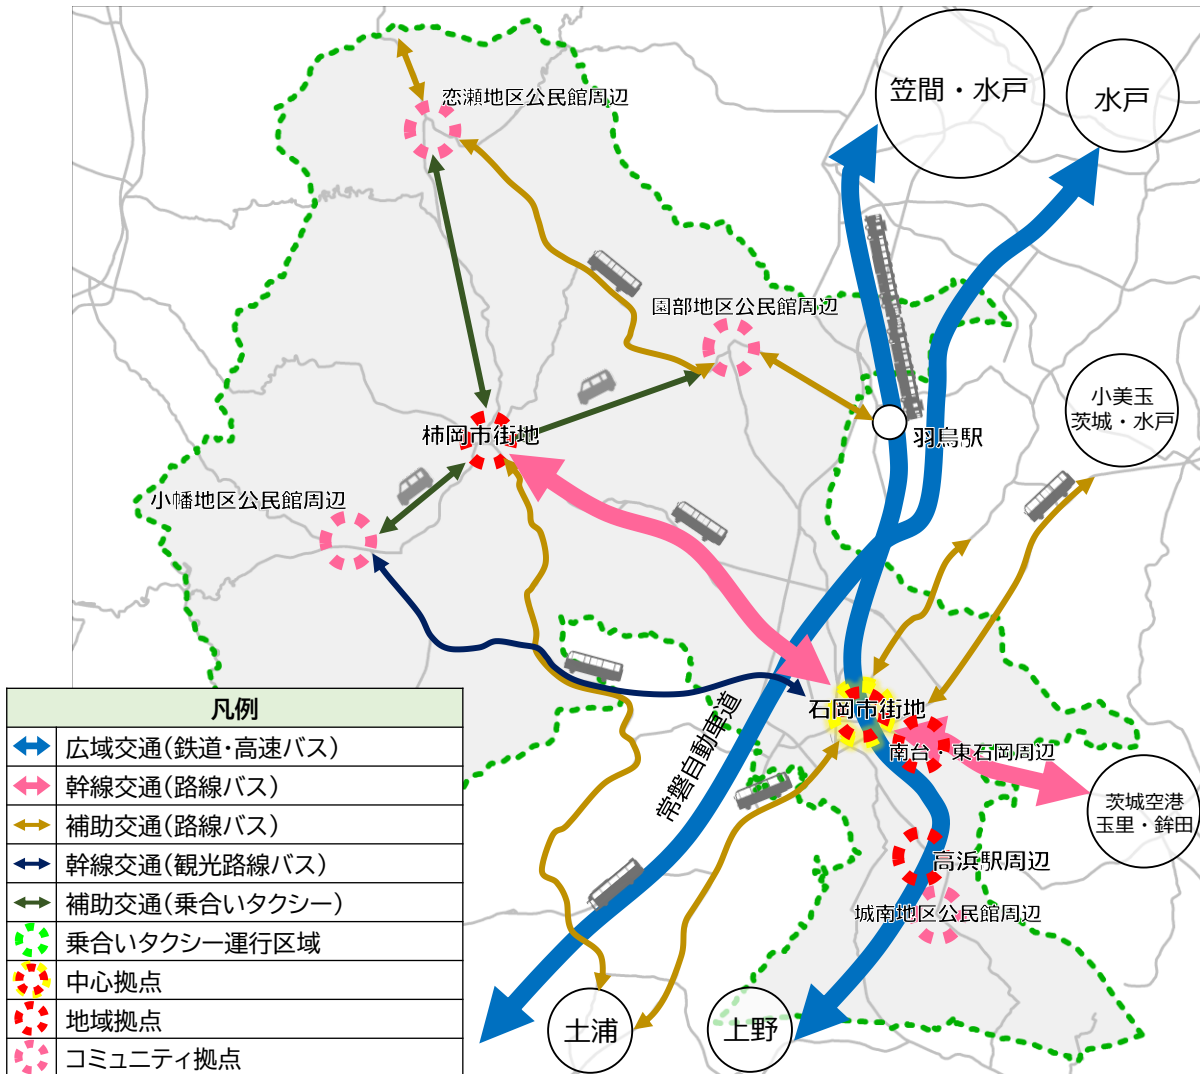 恋瀬地区公民館周辺
笠間・水戸
水戸
園部地区公民館周辺
小美玉
茨城・水戸
柿岡市街地
羽鳥駅
小幡地区公民館周辺
常磐自動車道
石岡市街地
南台・東石岡周辺
茨城空港
玉里・鉾田
高浜駅周辺
城南地区公民館周辺
土浦
上野
凡例
広域交通(鉄道・高速バス)
幹線交通(路線バス)
補助交通(路線バス)
幹線交通(観光路線バス)
補助交通(乗合いタクシー)
乗合いタクシー運行区域
中心拠点
地域拠点
コミュニティ拠点